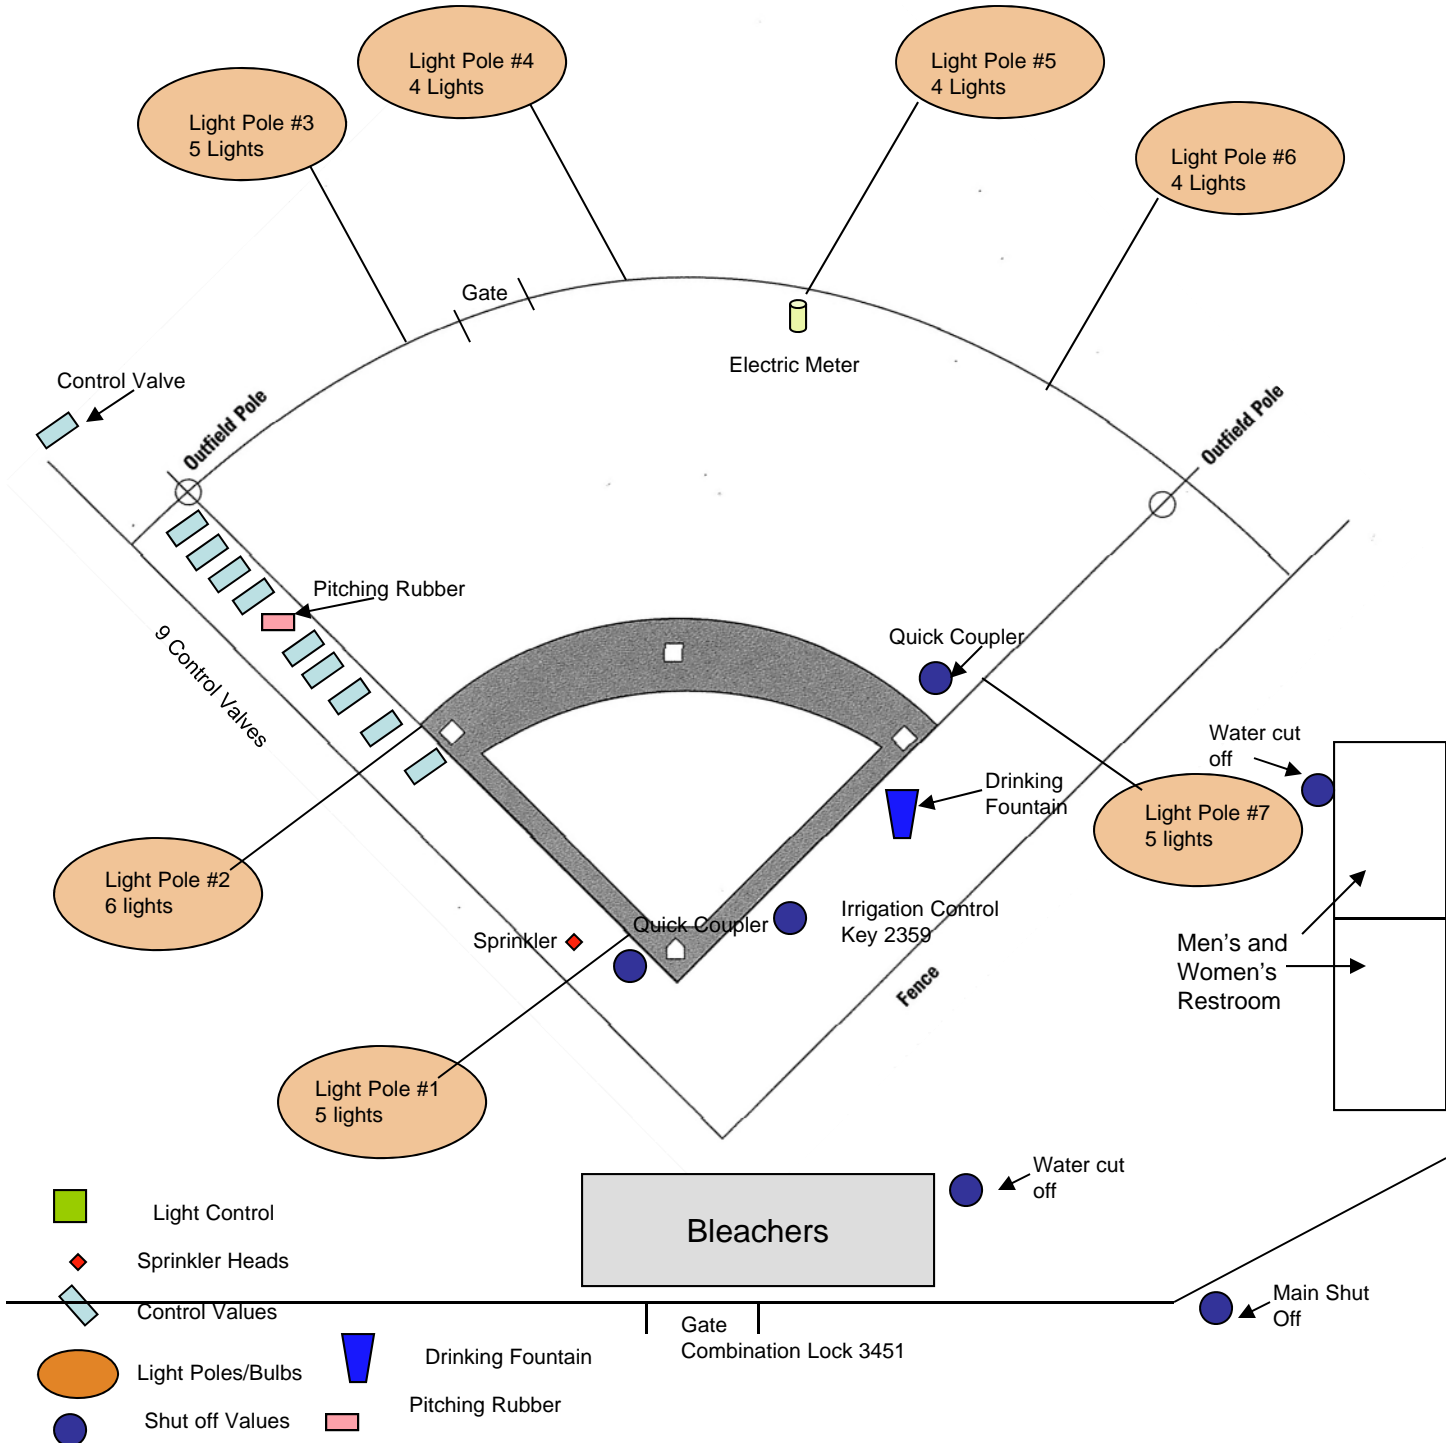 Light Pole #4
4 Lights
Light Pole #5
4 Lights
Light Pole #3
5 Lights
Light Pole #6
4 Lights
Gate
Electric Meter
Control Valve
Outfield Pole
Outfield Pole
Pitching Rubber
9 Control Valves
Quick Coupler
Water cut
off
Drinking
Fountain
Light Pole #7
5 lights
Light Pole #2
6 lights
Irrigation Control
Key 2359
Quick Coupler
Sprinkler
Men's and
Women's
Restroom
Fence
Light Pole #1
5 lights
Water cut
off
Bleachers
Light Control
Sprinkler Heads
Control Values
Main Shut
Off
Gate
Combination Lock 3451
Drinking Fountain
Light Poles/Bulbs
Pitching Rubber
Shut off Values